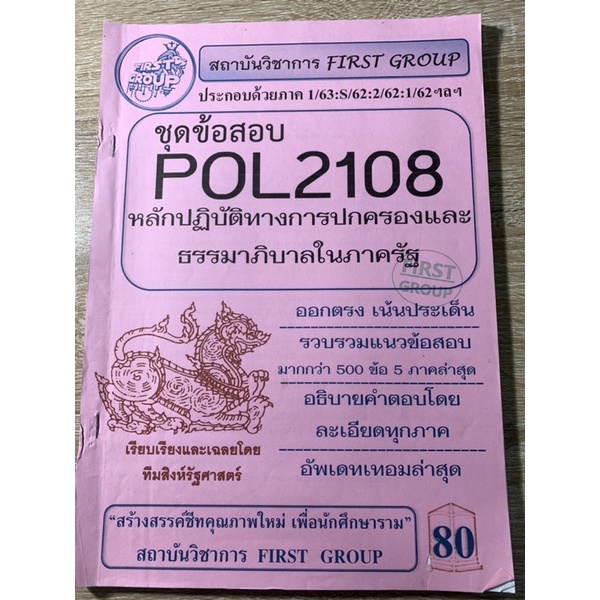 FIRST GROUP
สถาบันวิชาการ FIRST GROUP
ประกอบด้วยภาค 1/63:S/62:2/62:1/62 ฯลฯ
ชุดข้อสอบ
POL2108
หลักปฏิบัติทางการปกครองและ
ธรรมาภิบาลในภาครัฐ
FIRST
GROUP
ออกตรง เน้นประเด็น
รวบรวมแนวข้อสอบ
มากกว่า 500 ข้อ 5 ภาคล่าสุด
อธิบายคำตอบโดย
ละเอียดทุกภาค
อัพเดทเทอมล่าสุด
เรียบเรียงและเฉลยโดย
ทีมสิงห์รัฐศาสตร์
"สร้างสรรค์ชีทคุณภาพใหม่ เพื่อนักศึกษาราม"
สถาบันวิชาการ FIRST GROUP
80